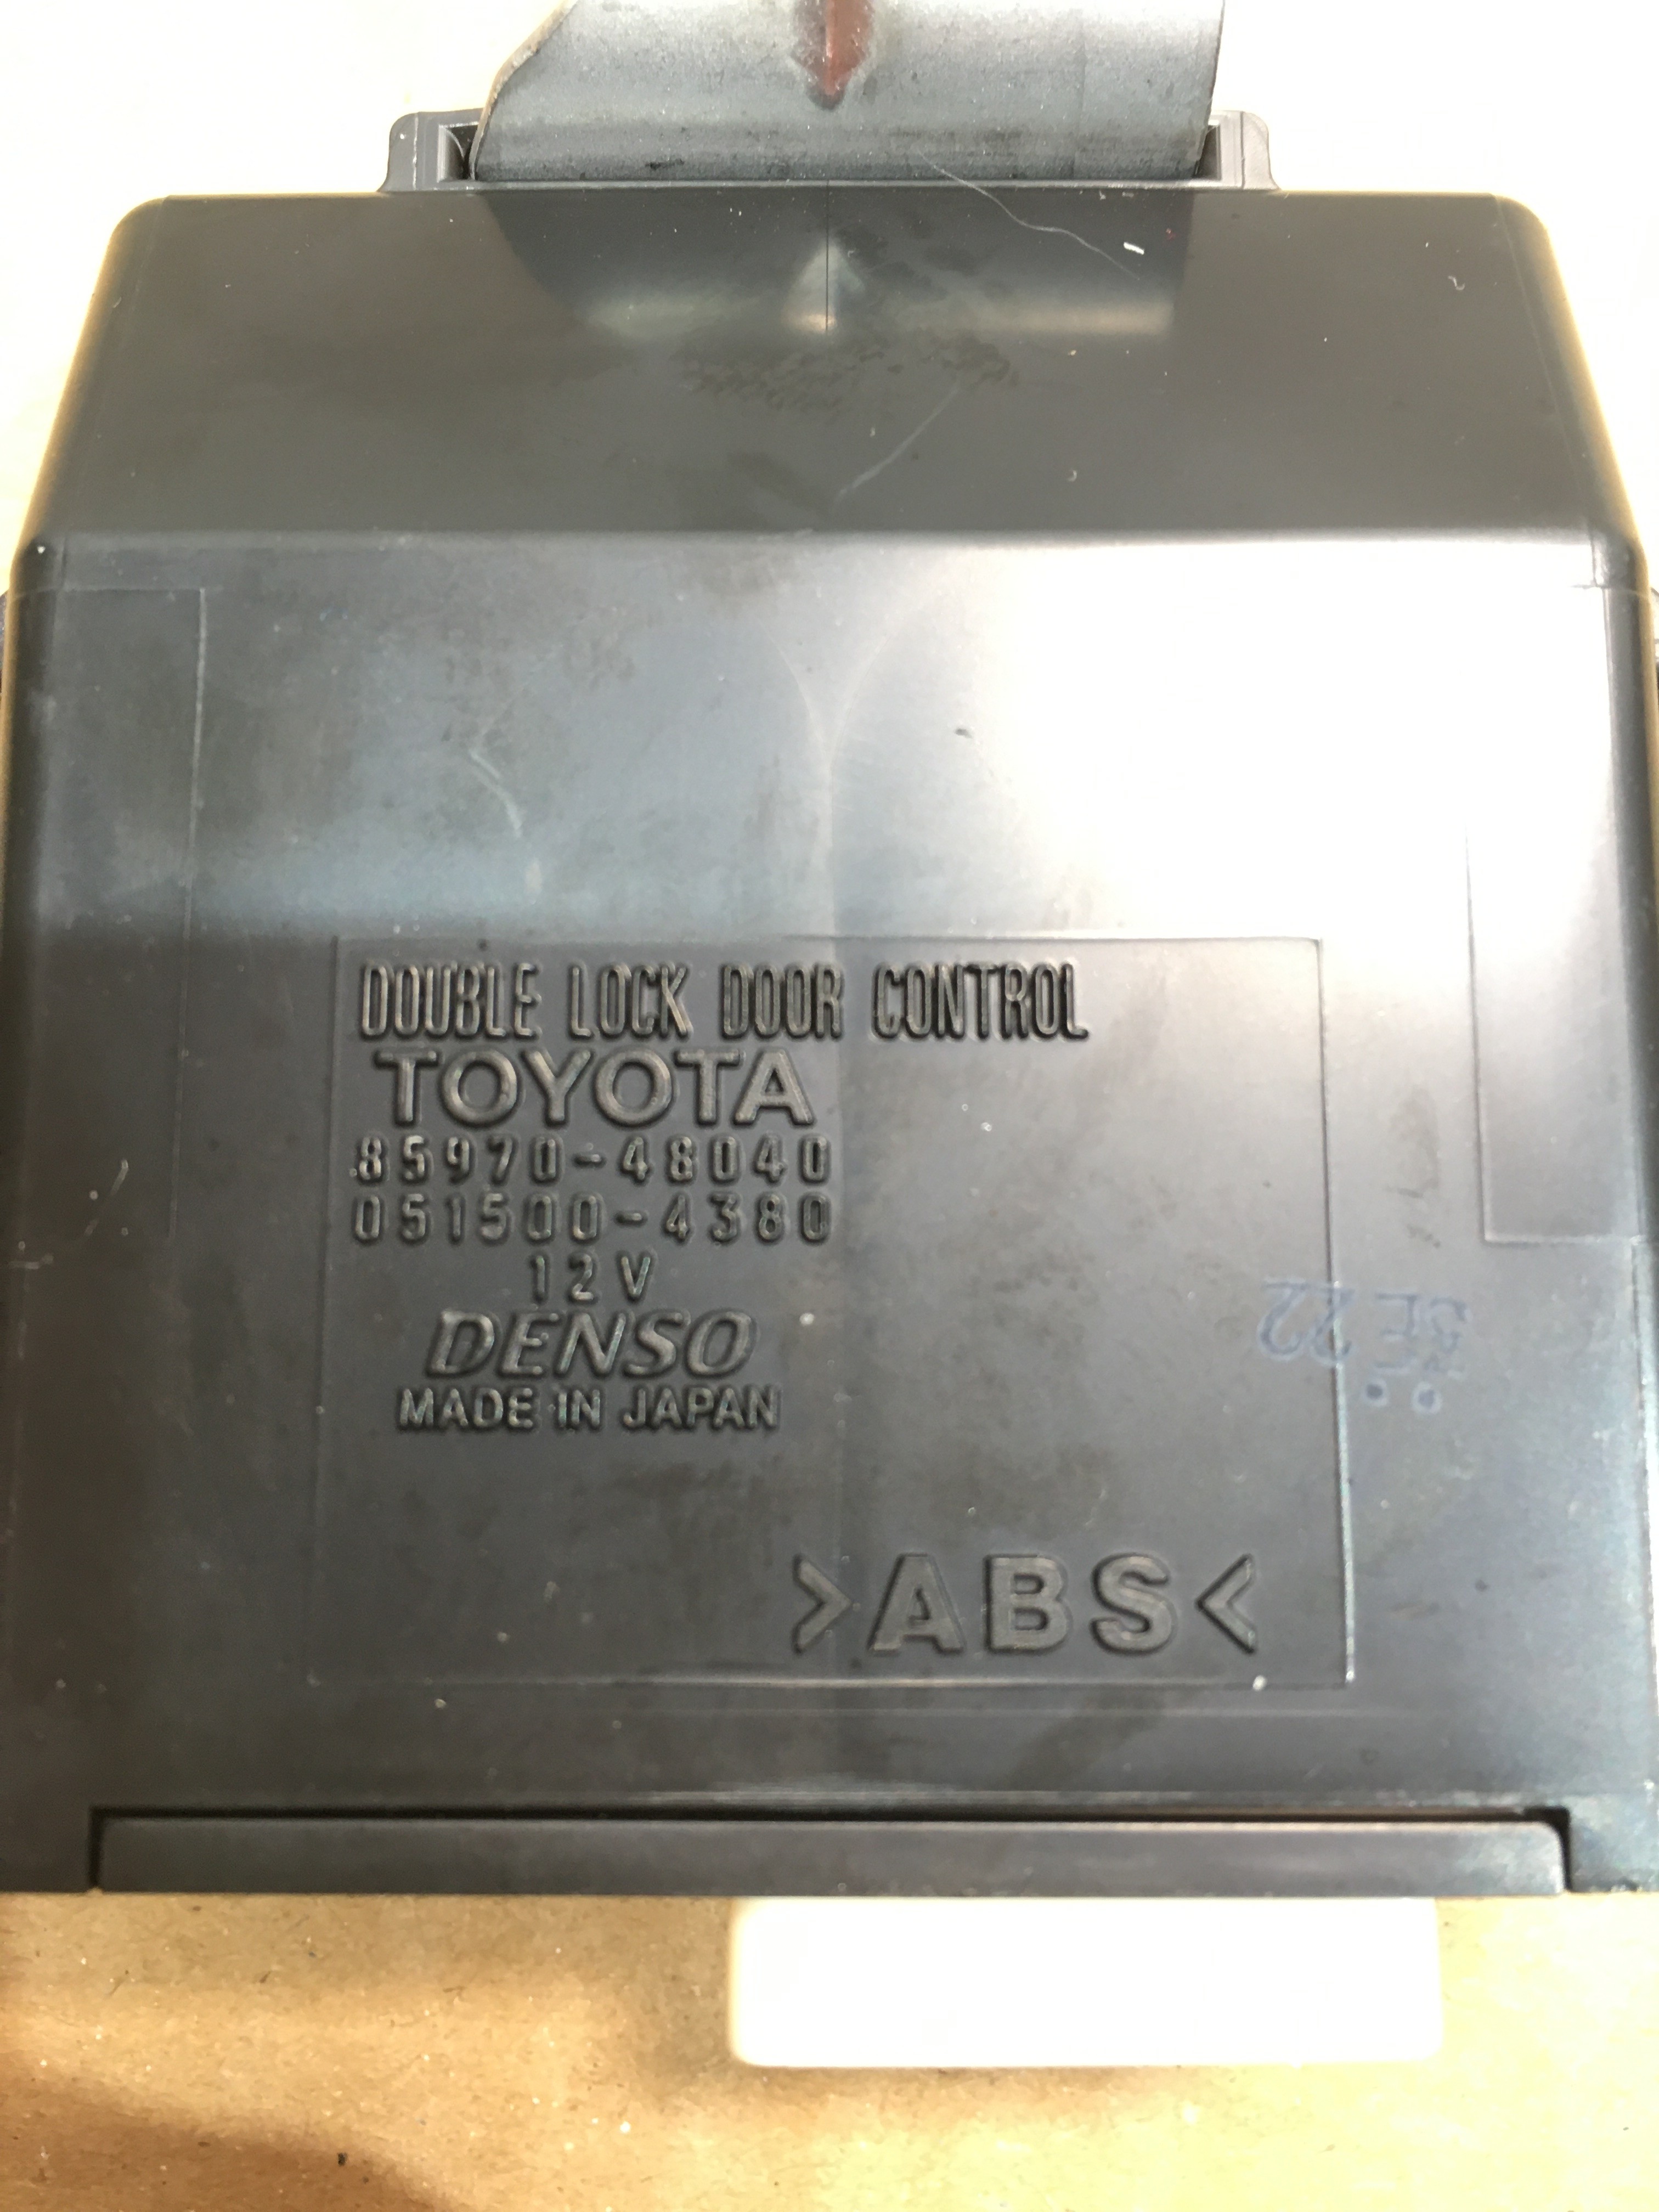 DOUBLE LOCK DOOR CONTROL
TOYOTA
85970-48040
051500-4380
12V
DENSO
MADE IN JAPAN
>ABS<